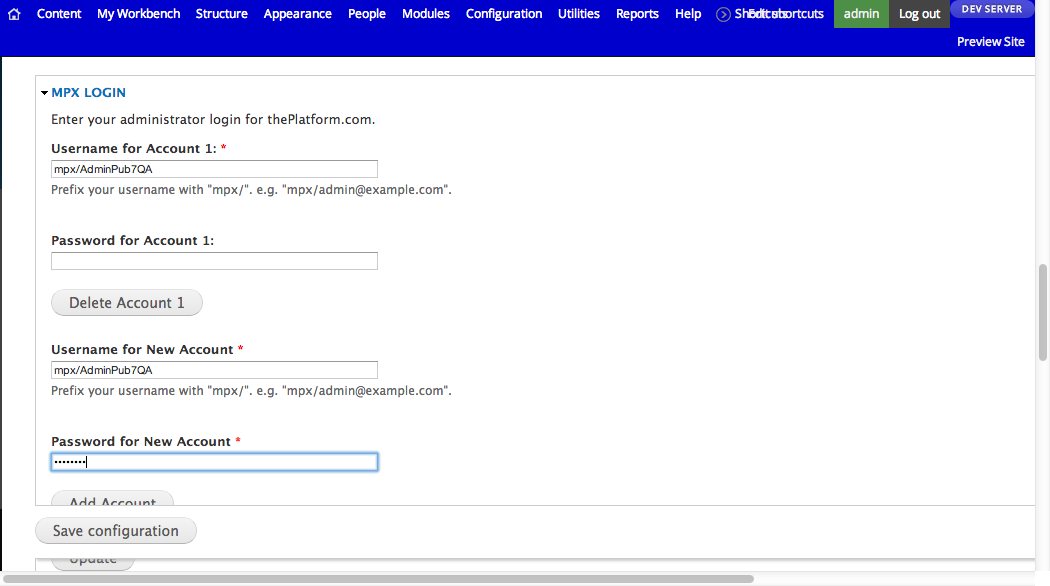 Content My Workbench Structure Appearance People Modules Configuration Utilities Reports Help Edit shortcuts admin Log out DEV SERVER
Preview Site
MPX LOGIN
Enter your administrator login for thePlatform.com.
Username for Account 1: *
mpx/AdminPub7QA
Prefix your username with "mpx/". e.g. "mpx/admin@example.com".
Password for Account 1:
Delete Account 1
Username for New Account *
mpx/AdminPub7QA
Prefix your username with "mpx/". e.g. "mpx/admin@example.com".
Password for New Account *
••••••••
Add Account
Save configuration
Update